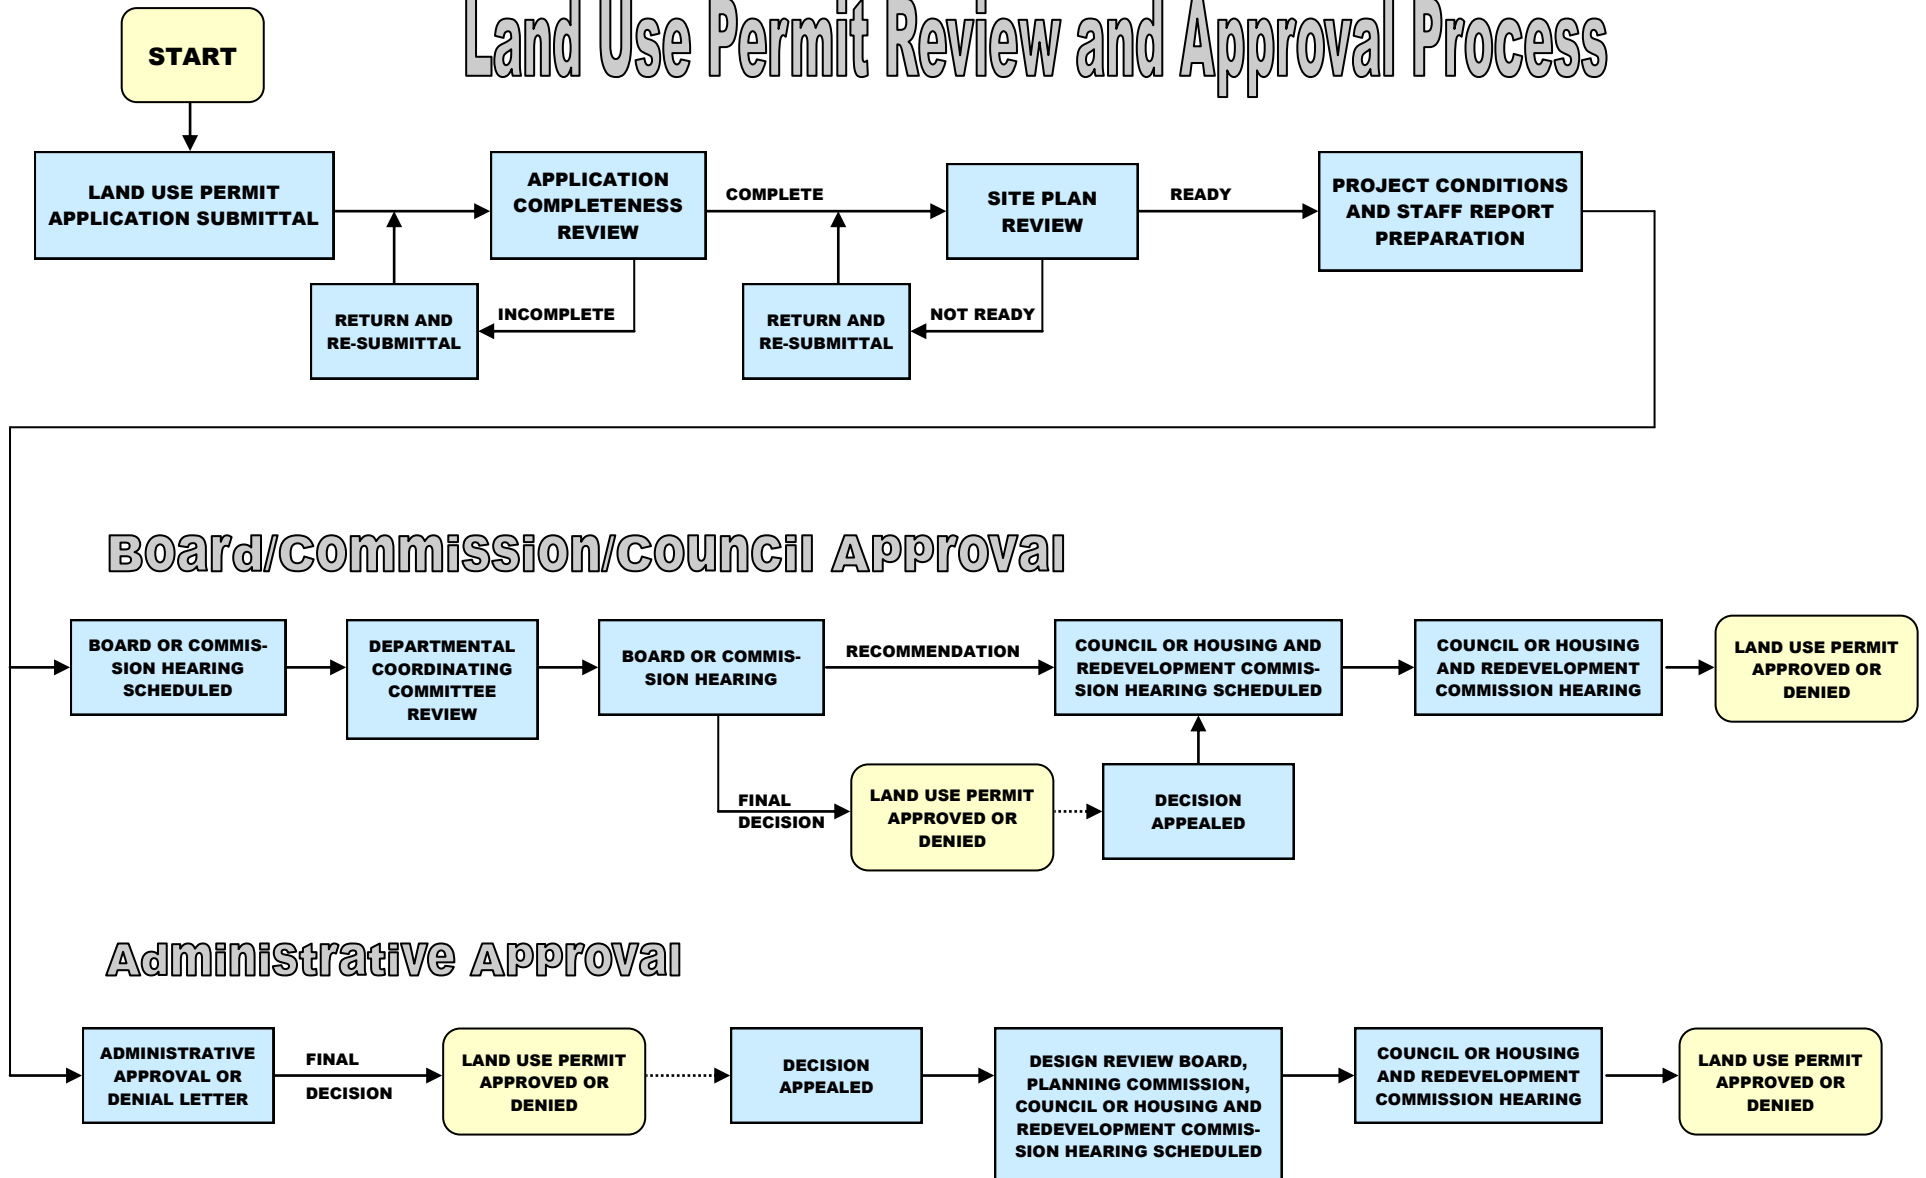 Land Use Permit Review and Approval Process
START
LAND USE PERMIT
APPLICATION SUBMITTAL
APPLICATION
COMPLETENESS
REVIEW
COMPLETE
SITE PLAN
REVIEW
READY
PROJECT CONDITIONS
AND STAFF REPORT
PREPARATION
RETURN AND
RE-SUBMITTAL
INCOMPLETE
RETURN AND
RE-SUBMITTAL
NOT READY
Board/Commission/Council Approval
BOARD OR COMMIS-
SION HEARING
SCHEDULED
DEPARTMENTAL
COORDINATING
COMMITTEE
REVIEW
BOARD OR COMMIS-
SION HEARING
RECOMMENDATION
COUNCIL OR HOUSING AND
REDEVELOPMENT COMMIS-
SION HEARING SCHEDULED
COUNCIL OR HOUSING
AND REDEVELOPMENT
COMMISSION HEARING
LAND USE PERMIT
APPROVED OR
DENIED
FINAL
DECISION
LAND USE PERMIT
APPROVED OR
DENIED
DECISION
APPEALED
Administrative Approval
ADMINISTRATIVE
APPROVAL OR
DENIAL LETTER
FINAL
DECISION
LAND USE PERMIT
APPROVED OR
DENIED
DECISION
APPEALED
DESIGN REVIEW BOARD,
PLANNING COMMISSION,
COUNCIL OR HOUSING AND
REDEVELOPMENT COMMIS-
SION HEARING SCHEDULED
COUNCIL OR HOUSING
AND REDEVELOPMENT
COMMISSION HEARING
LAND USE PERMIT
APPROVED OR
DENIED